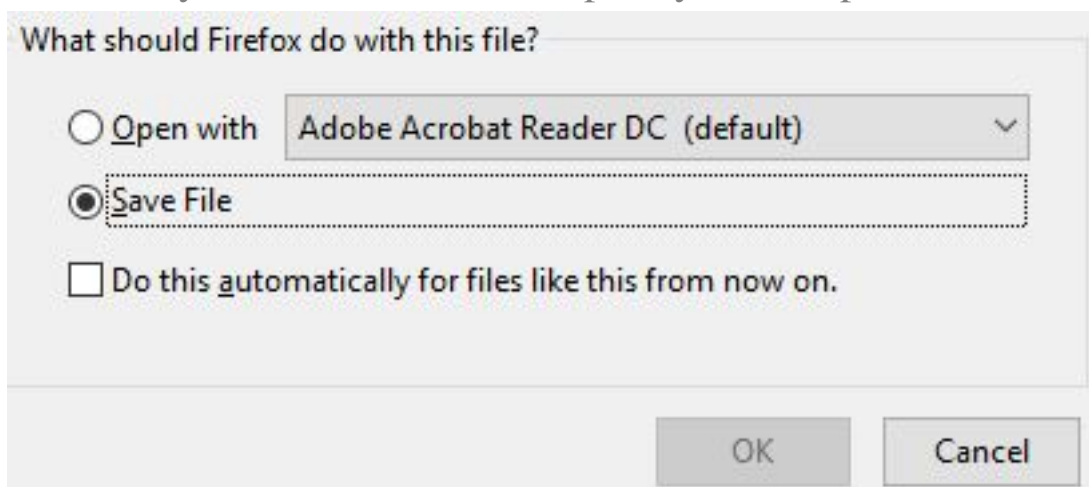 What should Firefox do with this file?
Open with Adobe Acrobat Reader DC (default)
Save File
Do this automatically for files like this from now on.
OK Cancel